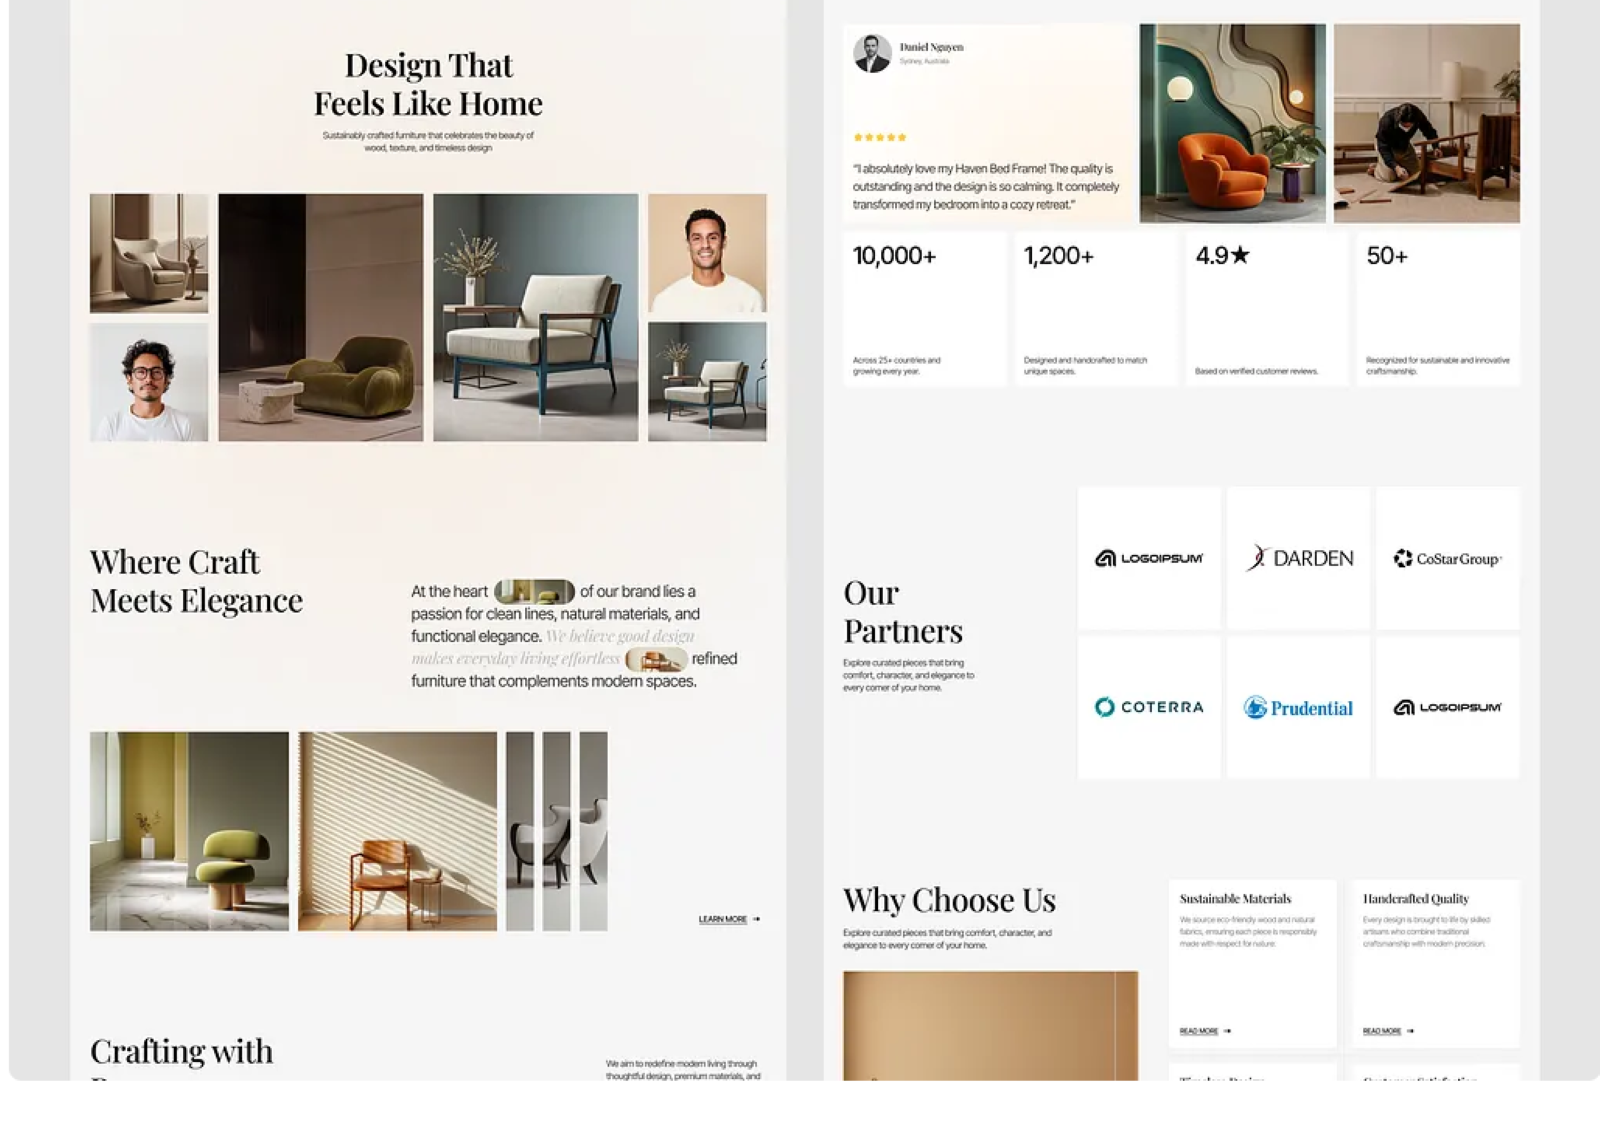 Design That
Feels Like Home
Sustainably crafted furniture that celebrates the beauty of
wood, texture, and timeless design
Where Craft
Meets Elegance
At the heart of our brand lies a
passion for clean lines, natural materials, and
functional elegance. We believe good design
makes everyday living effortless refined
furniture that complements modern spaces.
LEARN MORE →
Crafting with
We aim to redefine modern living through
thoughtful design, premium materials, and
Daniel Nguyen
Sydney, Australia
★★★★★
“I absolutely love my Haven Bed Frame! The quality is
outstanding and the design is so calming. It completely
transformed my bedroom into a cozy retreat.”
10,000+
Across 25+ countries and
growing every year.
1,200+
Designed and handcrafted to match
unique spaces.
4.9★
Based on verified customer reviews.
50+
Recognized for sustainable and innovative
craftsmanship.
Our
Partners
Explore curated pieces that bring
comfort, character, and elegance to
every corner of your home.
LOGOIPSUM
DARDEN
CoStar Group
COTERRA
Prudential
LOGOIPSUM
Why Choose Us
Explore curated pieces that bring comfort, character, and
elegance to every corner of your home.
Sustainable Materials
We source eco-friendly wood and natural
fabrics, ensuring each piece is responsibly
made with respect for nature.
READ MORE →
Handcrafted Quality
Every design is brought to life by skilled
artisans who combine traditional
craftsmanship with modern precision.
READ MORE →